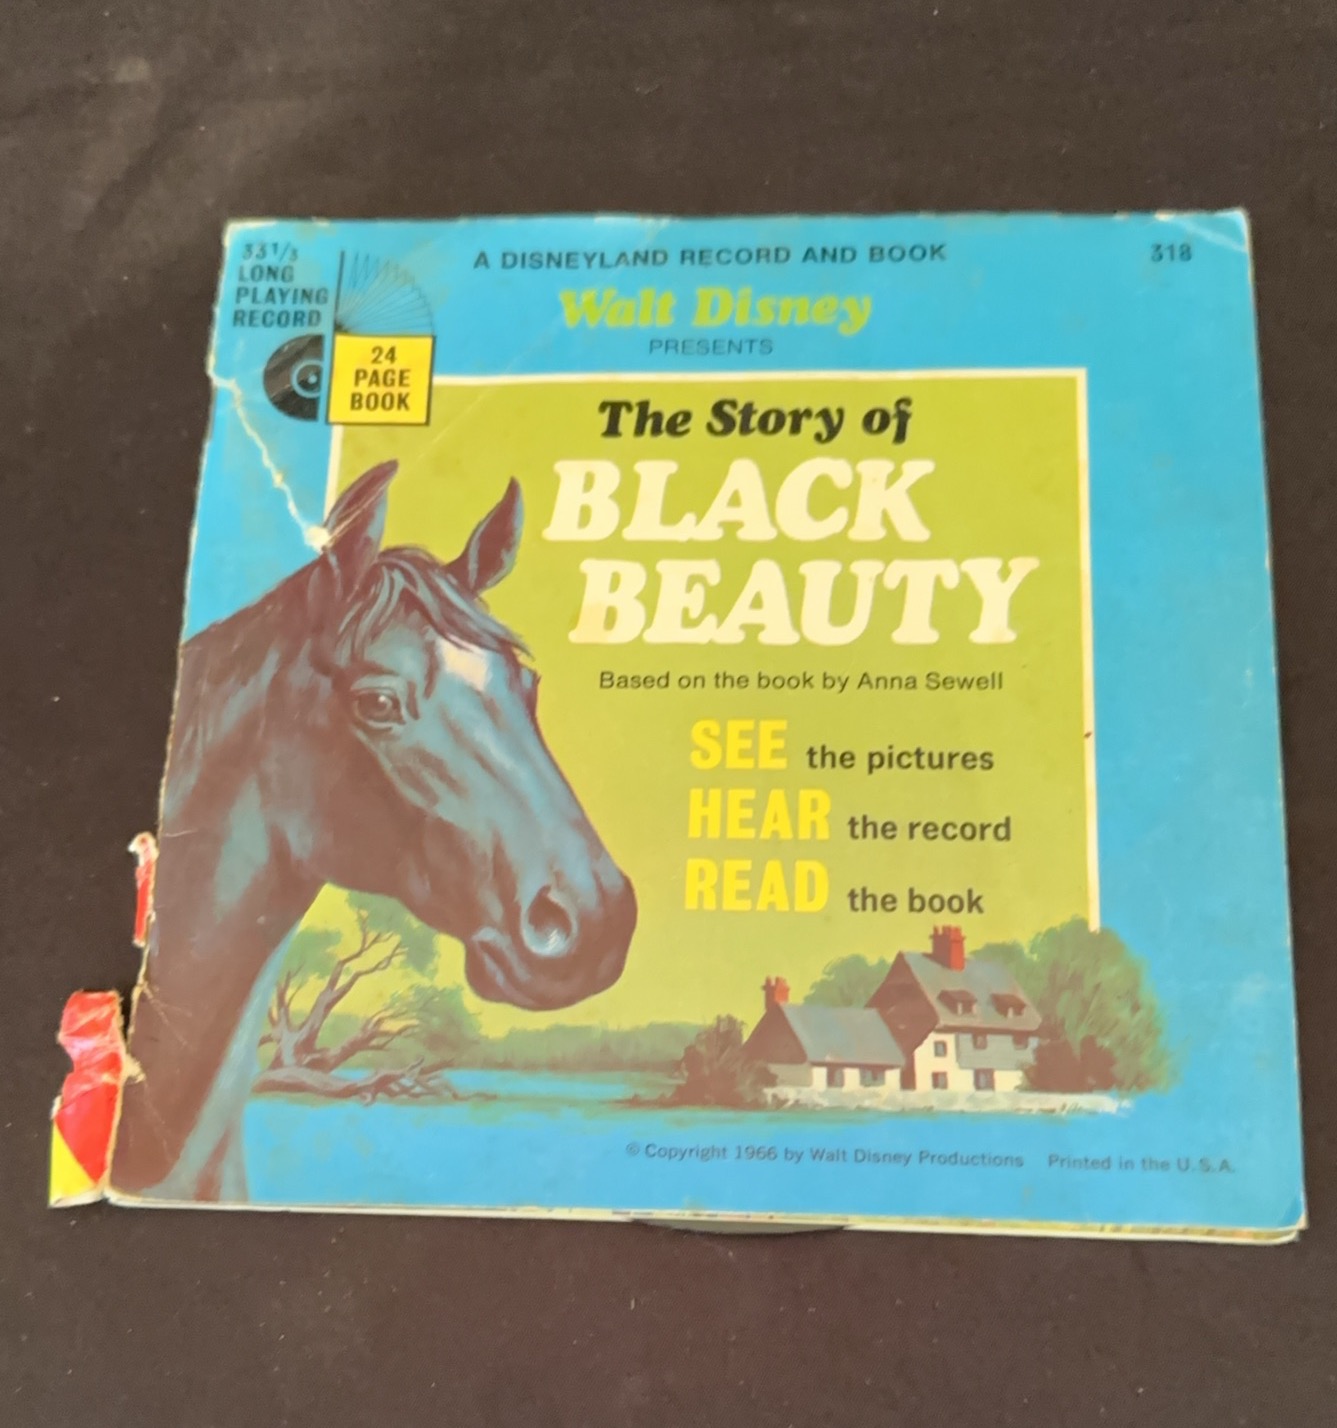 33 1/3
LONG
PLAYING
RECORD
24
PAGE
BOOK
A DISNEYLAND RECORD AND BOOK
318
Walt Disney
PRESENTS
The Story of
BLACK
BEAUTY
Based on the book by Anna Sewell
SEE the pictures
HEAR the record
READ the book
© Copyright 1966 by Walt Disney Productions Printed in the U.S.A.